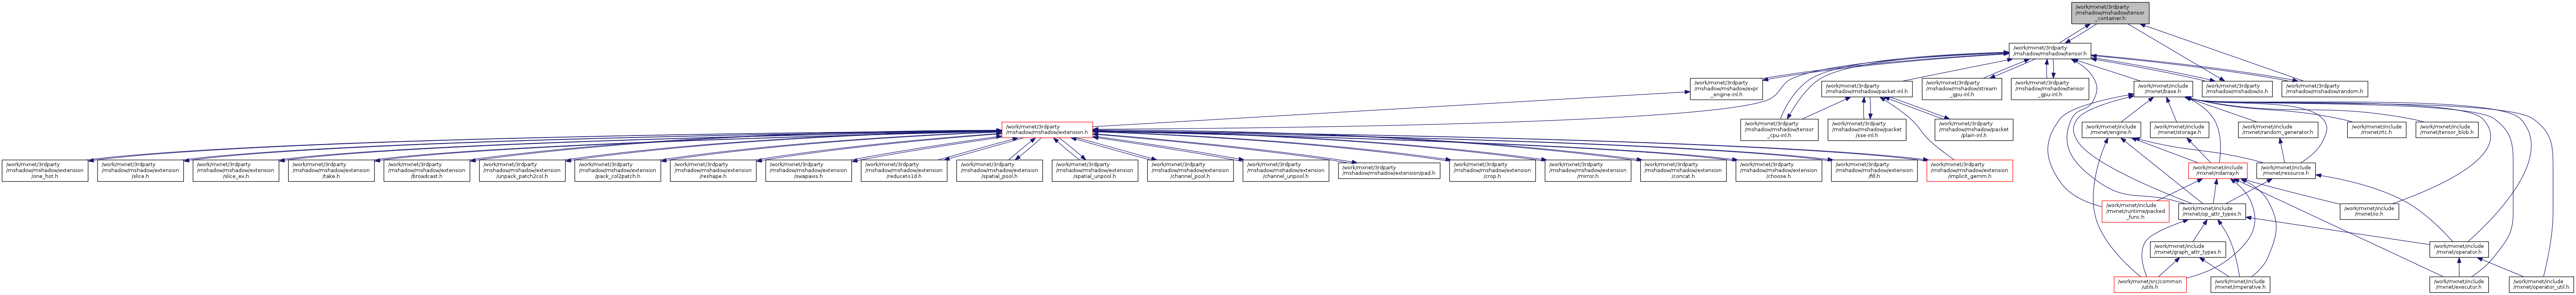 /work/mxnet/3rdparty
/mshadow/mshadow/tensor
_container.h
/work/mxnet/3rdparty
/mshadow/mshadow/tensor.h
/work/mxnet/3rdparty
/mshadow/mshadow/expr
_engine-inl.h
/work/mxnet/3rdparty
/mshadow/mshadow/packet-inl.h
/work/mxnet/3rdparty
/mshadow/mshadow/stream
_gpu-inl.h
/work/mxnet/3rdparty
/mshadow/mshadow/tensor
_gpu-inl.h
/work/mxnet/include
/mxnet/base.h
/work/mxnet/3rdparty
/mshadow/mshadow/io.h
/work/mxnet/3rdparty
/mshadow/mshadow/random.h
/work/mxnet/3rdparty
/mshadow/mshadow/extension.h
/work/mxnet/3rdparty
/mshadow/mshadow/tensor
_cpu-inl.h
/work/mxnet/3rdparty
/mshadow/mshadow/packet
/sse-inl.h
/work/mxnet/3rdparty
/mshadow/mshadow/packet
/plain-inl.h
/work/mxnet/include
/mxnet/engine.h
/work/mxnet/include
/mxnet/storage.h
/work/mxnet/include
/mxnet/random_generator.h
/work/mxnet/include
/mxnet/rtc.h
/work/mxnet/include
/mxnet/tensor_blob.h
/work/mxnet/3rdparty
/mshadow/mshadow/extension
/one_hot.h
/work/mxnet/3rdparty
/mshadow/mshadow/extension
/slice.h
/work/mxnet/3rdparty
/mshadow/mshadow/extension
/slice_ex.h
/work/mxnet/3rdparty
/mshadow/mshadow/extension
/take.h
/work/mxnet/3rdparty
/mshadow/mshadow/extension
/broadcast.h
/work/mxnet/3rdparty
/mshadow/mshadow/extension
/unpack_patch2col.h
/work/mxnet/3rdparty
/mshadow/mshadow/extension
/pack_col2patch.h
/work/mxnet/3rdparty
/mshadow/mshadow/extension
/reshape.h
/work/mxnet/3rdparty
/mshadow/mshadow/extension
/swapaxis.h
/work/mxnet/3rdparty
/mshadow/mshadow/extension
/reduceto1d.h
/work/mxnet/3rdparty
/mshadow/mshadow/extension
/spatial_pool.h
/work/mxnet/3rdparty
/mshadow/mshadow/extension
/spatial_unpool.h
/work/mxnet/3rdparty
/mshadow/mshadow/extension
/channel_pool.h
/work/mxnet/3rdparty
/mshadow/mshadow/extension
/channel_unpool.h
/work/mxnet/3rdparty
/mshadow/mshadow/extension/pad.h
/work/mxnet/3rdparty
/mshadow/mshadow/extension
/crop.h
/work/mxnet/3rdparty
/mshadow/mshadow/extension
/mirror.h
/work/mxnet/3rdparty
/mshadow/mshadow/extension
/concat.h
/work/mxnet/3rdparty
/mshadow/mshadow/extension
/choose.h
/work/mxnet/3rdparty
/mshadow/mshadow/extension
/fill.h
/work/mxnet/3rdparty
/mshadow/mshadow/extension
/implicit_gemm.h
/work/mxnet/include
/mxnet/ndarray.h
/work/mxnet/include
/mxnet/resource.h
/work/mxnet/include
/mxnet/runtime/packed
_func.h
/work/mxnet/include
/mxnet/op_attr_types.h
/work/mxnet/include
/mxnet/io.h
/work/mxnet/include
/mxnet/graph_attr_types.h
/work/mxnet/include
/mxnet/operator.h
/work/mxnet/src/common
/utils.h
/work/mxnet/include
/mxnet/imperative.h
/work/mxnet/include
/mxnet/executor.h
/work/mxnet/include
/mxnet/operator_util.h